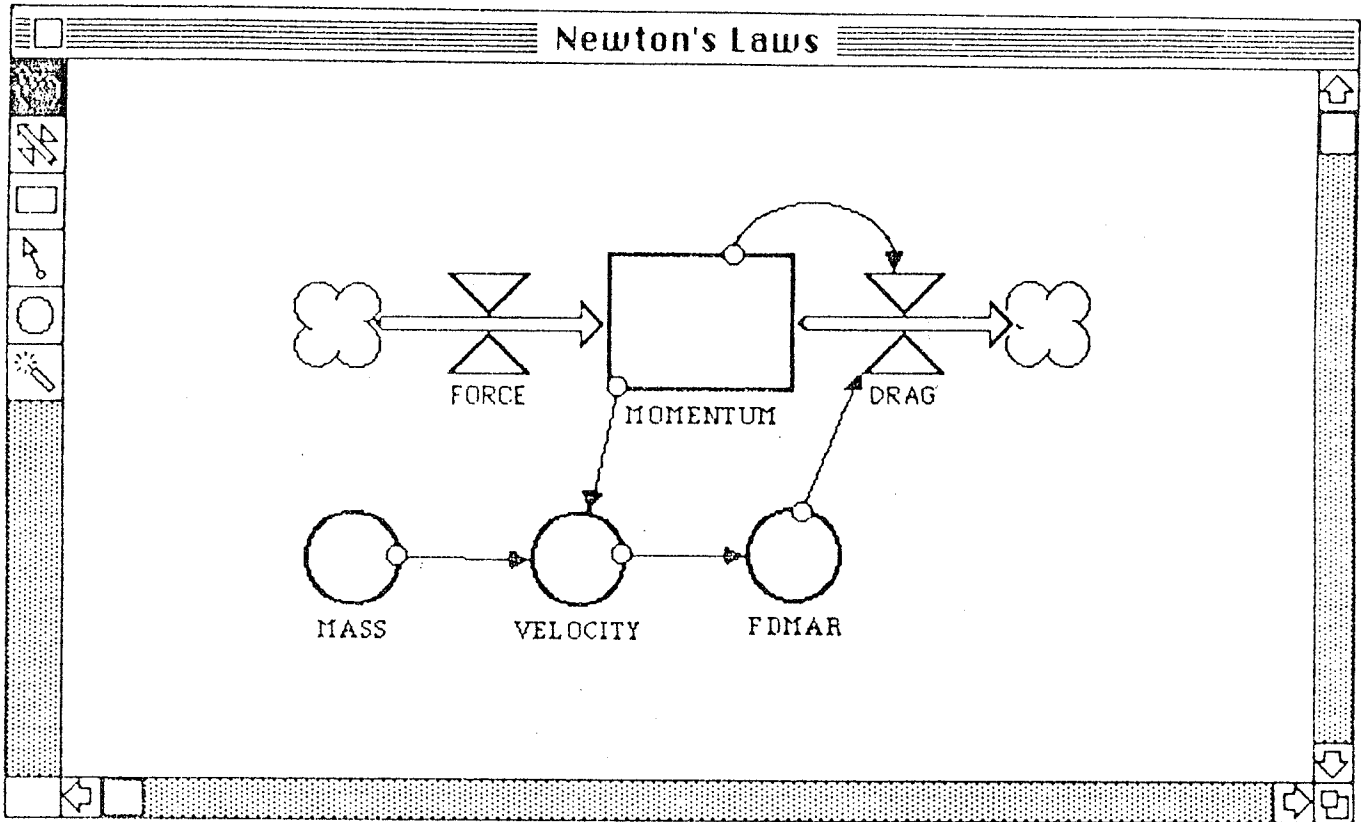 Newton's Laws
FORCE
MOMENTUM
DRAG
MASS
VELOCITY
FDMAR